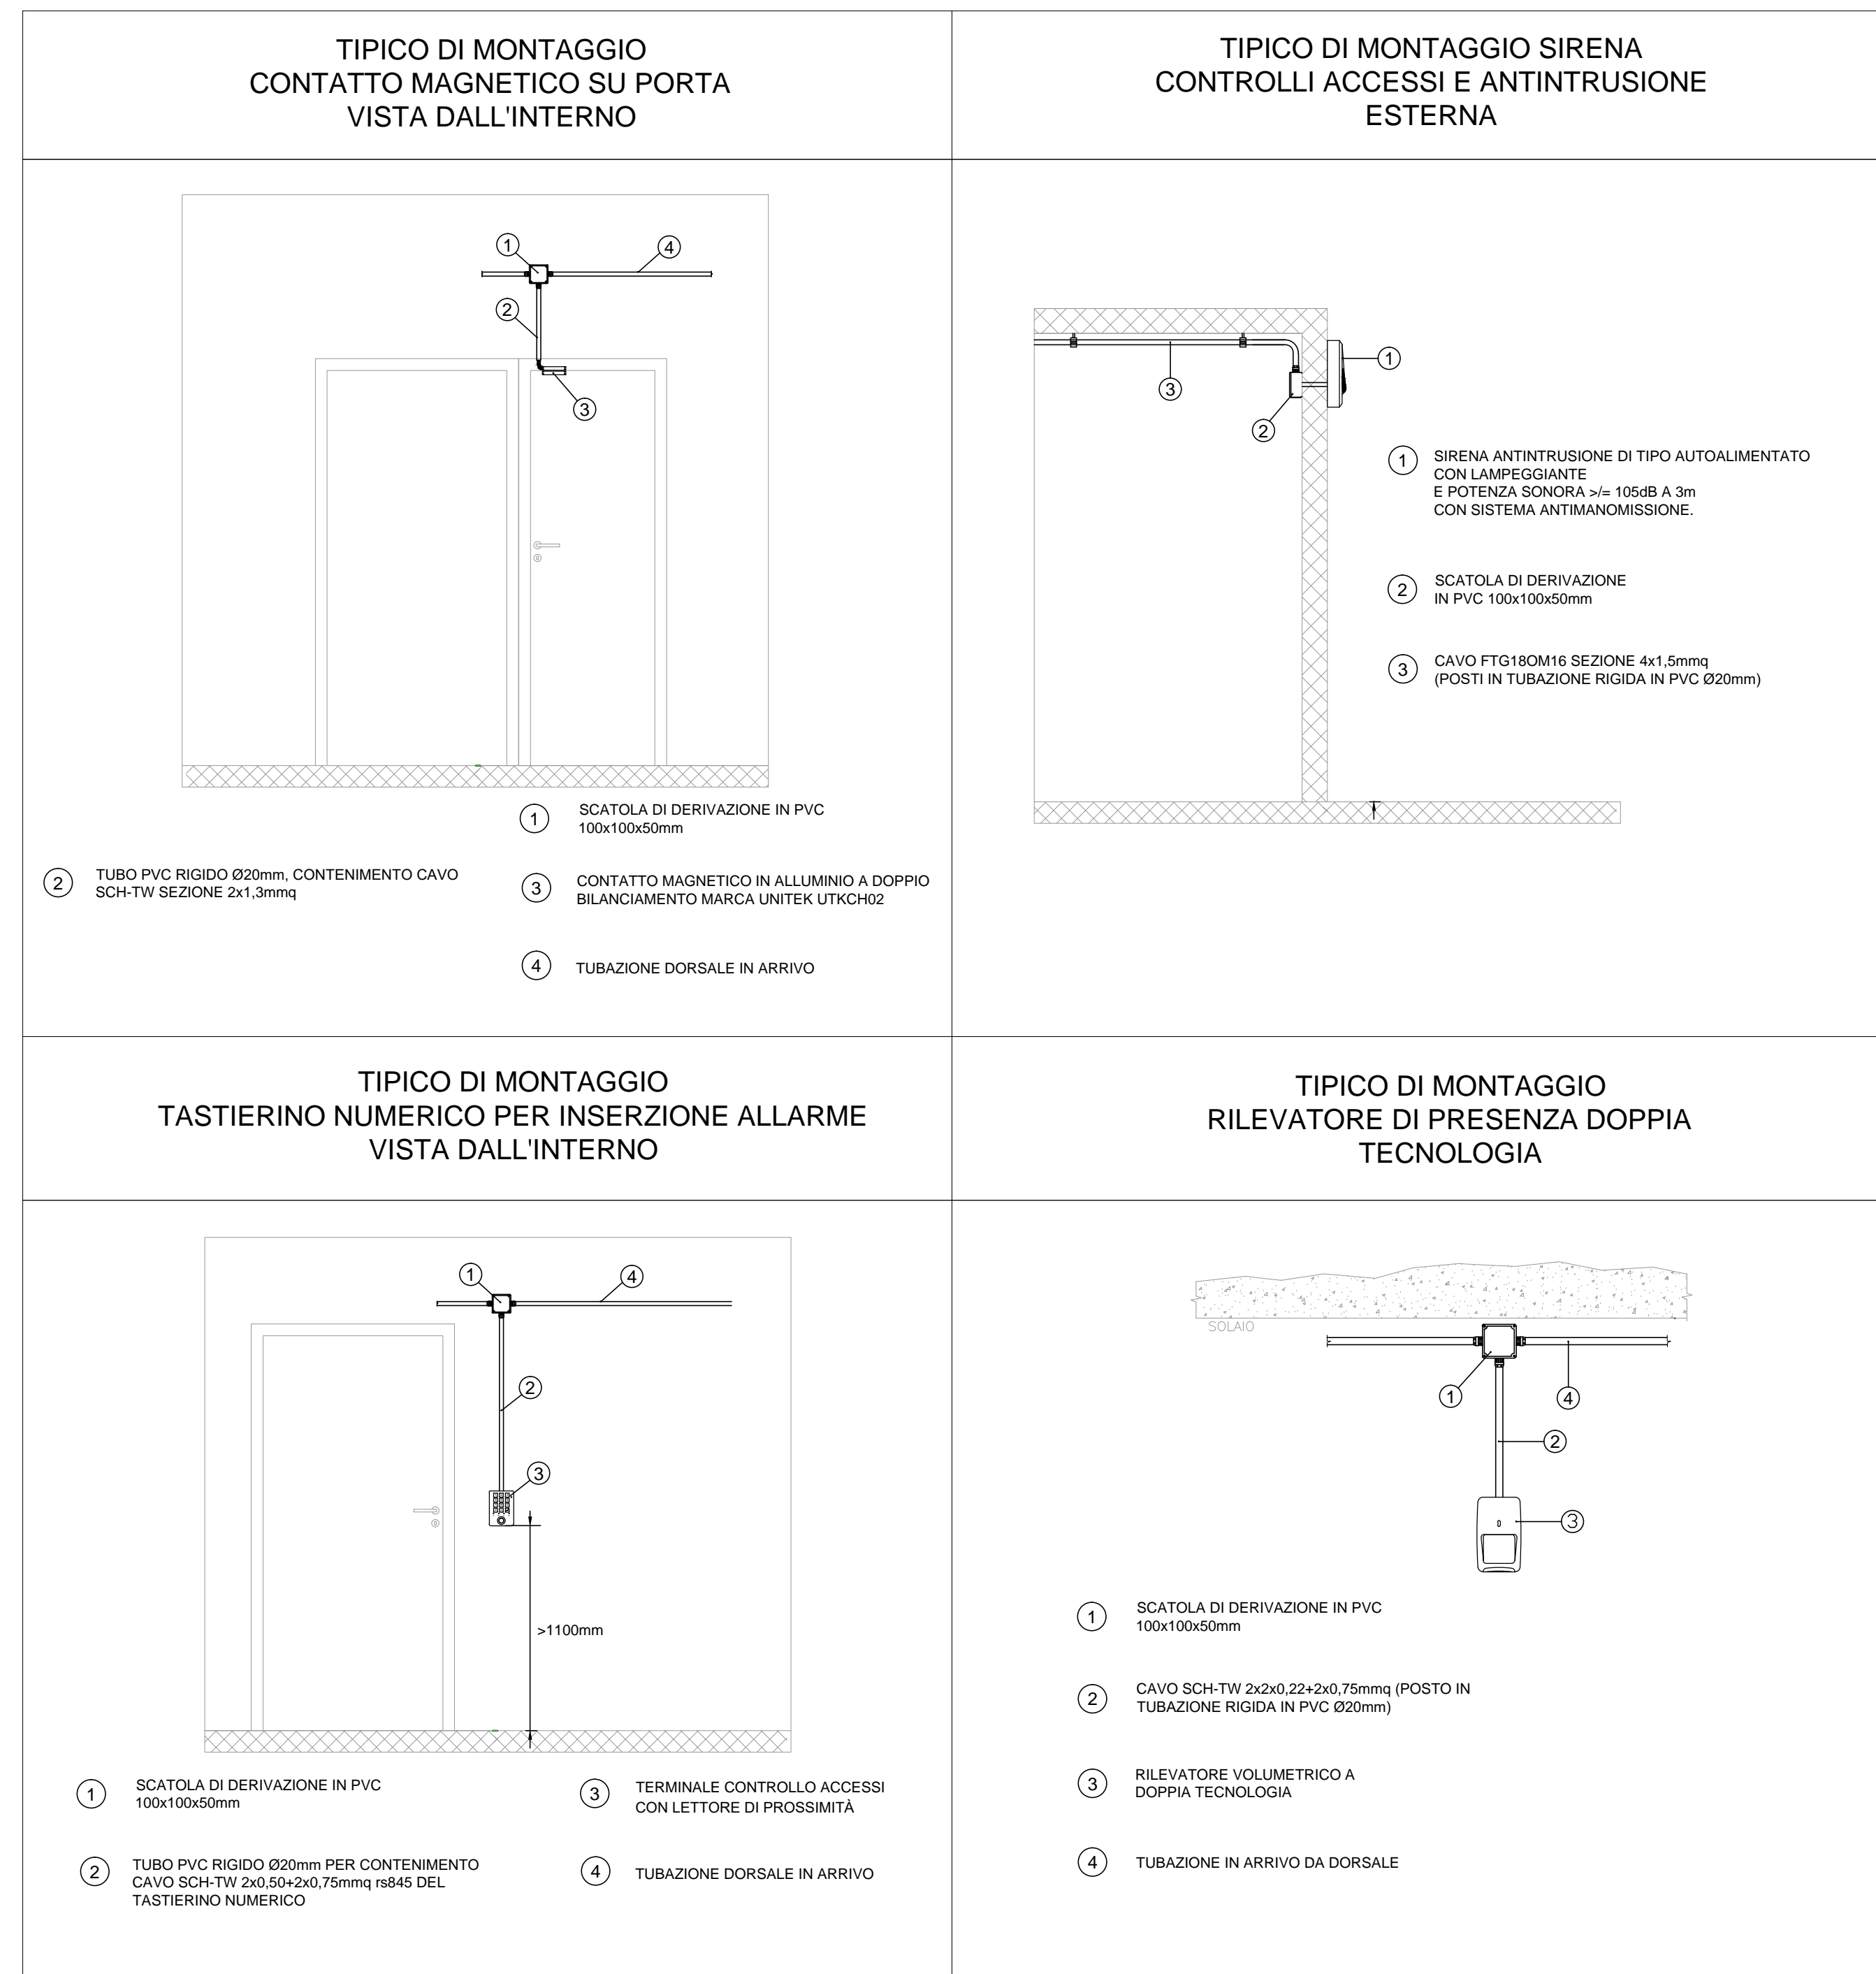 TIPICO DI MONTAGGIO
CONTATTO MAGNETICO SU PORTA
VISTA DALL'INTERNO
1
4
2
3
1
SCATOLA DI DERIVAZIONE IN PVC
100x100x50mm
2
TUBO PVC RIGIDO Ø20mm, CONTENIMENTO CAVO
SCH-TW SEZIONE 2x1,3mmq
3
CONTATTO MAGNETICO IN ALLUMINIO A DOPPIO
BILANCIAMENTO MARCA UNITEK UTKCH02
4
TUBAZIONE DORSALE IN ARRIVO
TIPICO DI MONTAGGIO SIRENA
CONTROLLI ACCESSI E ANTINTRUSIONE
ESTERNA
1
3
2
1
SIRENA ANTINTRUSIONE DI TIPO AUTOALIMENTATO
CON LAMPEGGIANTE
E POTENZA SONORA >/= 105dB A 3m
CON SISTEMA ANTIMANOMISSIONE.
2
SCATOLA DI DERIVAZIONE
IN PVC 100x100x50mm
3
CAVO FTG18OM16 SEZIONE 4x1,5mmq
(POSTI IN TUBAZIONE RIGIDA IN PVC Ø20mm)
TIPICO DI MONTAGGIO
TASTIERINO NUMERICO PER INSERZIONE ALLARME
VISTA DALL'INTERNO
1
4
2
3
>1100mm
1
SCATOLA DI DERIVAZIONE IN PVC
100x100x50mm
2
TUBO PVC RIGIDO Ø20mm PER CONTENIMENTO
CAVO SCH-TW 2x0,50+2x0,75mmq rs845 DEL
TASTIERINO NUMERICO
3
TERMINALE CONTROLLO ACCESSI
CON LETTORE DI PROSSIMITÀ
4
TUBAZIONE DORSALE IN ARRIVO
TIPICO DI MONTAGGIO
RILEVATORE DI PRESENZA DOPPIA
TECNOLOGIA
SOLAIO
1
4
2
3
1
SCATOLA DI DERIVAZIONE IN PVC
100x100x50mm
2
CAVO SCH-TW 2x2x0,22+2x0,75mmq (POSTO IN
TUBAZIONE RIGIDA IN PVC Ø20mm)
3
RILEVATORE VOLUMETRICO A
DOPPIA TECNOLOGIA
4
TUBAZIONE IN ARRIVO DA DORSALE